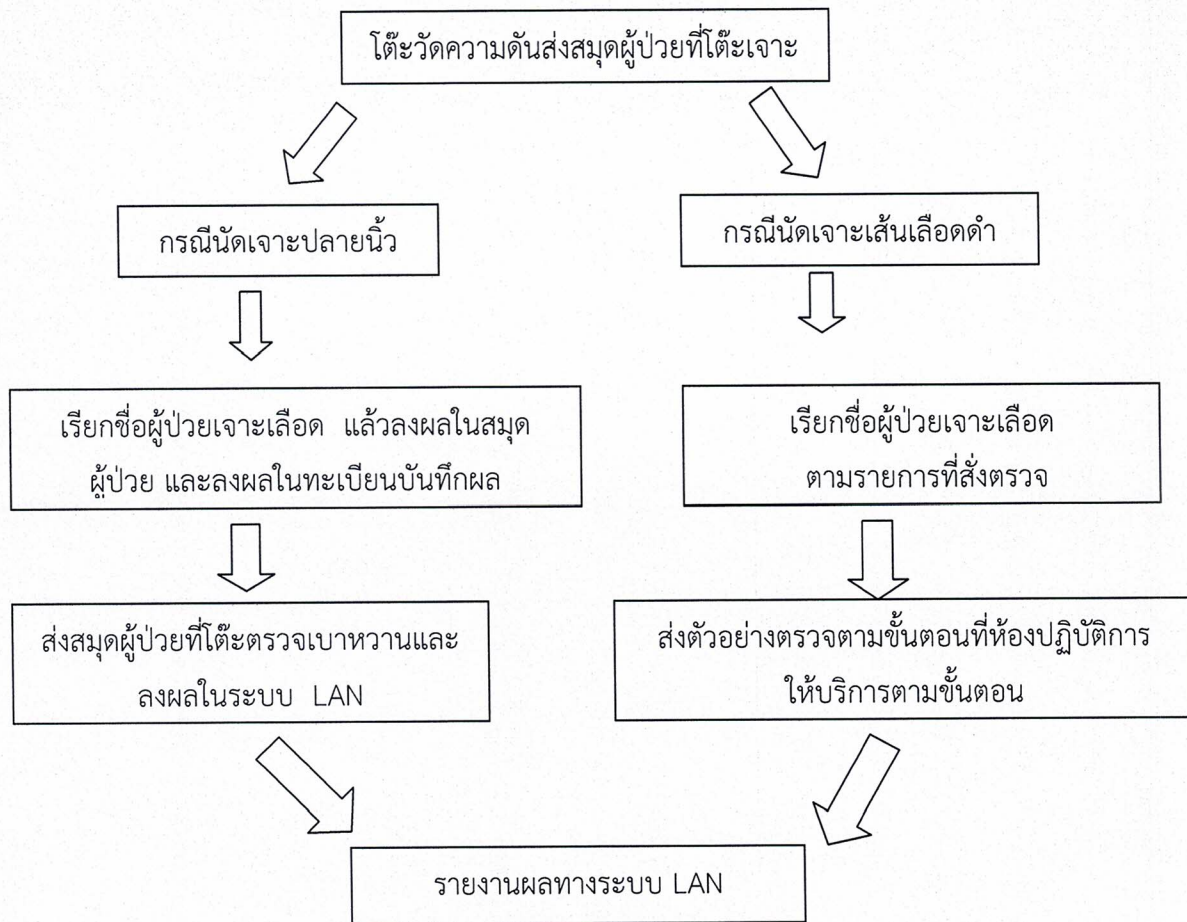 โต๊ะวัดความดันส่งสมุดผู้ป่วยที่โต๊ะเจาะ
กรณีนัดเจาะปลายนิ้ว
กรณีนัดเจาะเส้นเลือดดำ
เรียกชื่อผู้ป่วยเจาะเลือด แล้วลงผลในสมุด
ผู้ป่วย และลงผลในทะเบียนบันทึกผล
เรียกชื่อผู้ป่วยเจาะเลือด
ตามรายการที่สั่งตรวจ
ส่งสมุดผู้ป่วยที่โต๊ะตรวจเบาหวานและ
ลงผลในระบบ LAN
ส่งตัวอย่างตรวจตามขั้นตอนที่ห้องปฏิบัติการ
ให้บริการตามขั้นตอน
รายงานผลทางระบบ LAN